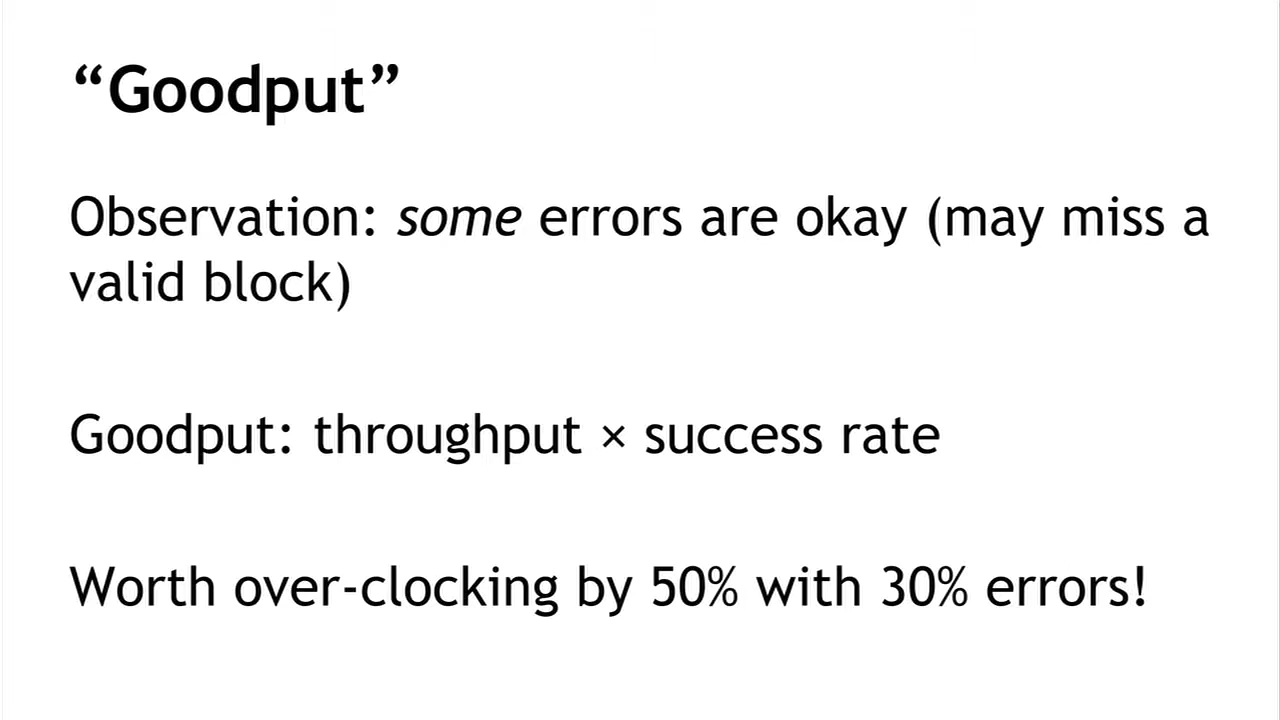 “Goodput”
Observation: some errors are okay (may miss a
valid block)
Goodput: throughput × success rate
Worth over-clocking by 50% with 30% errors!